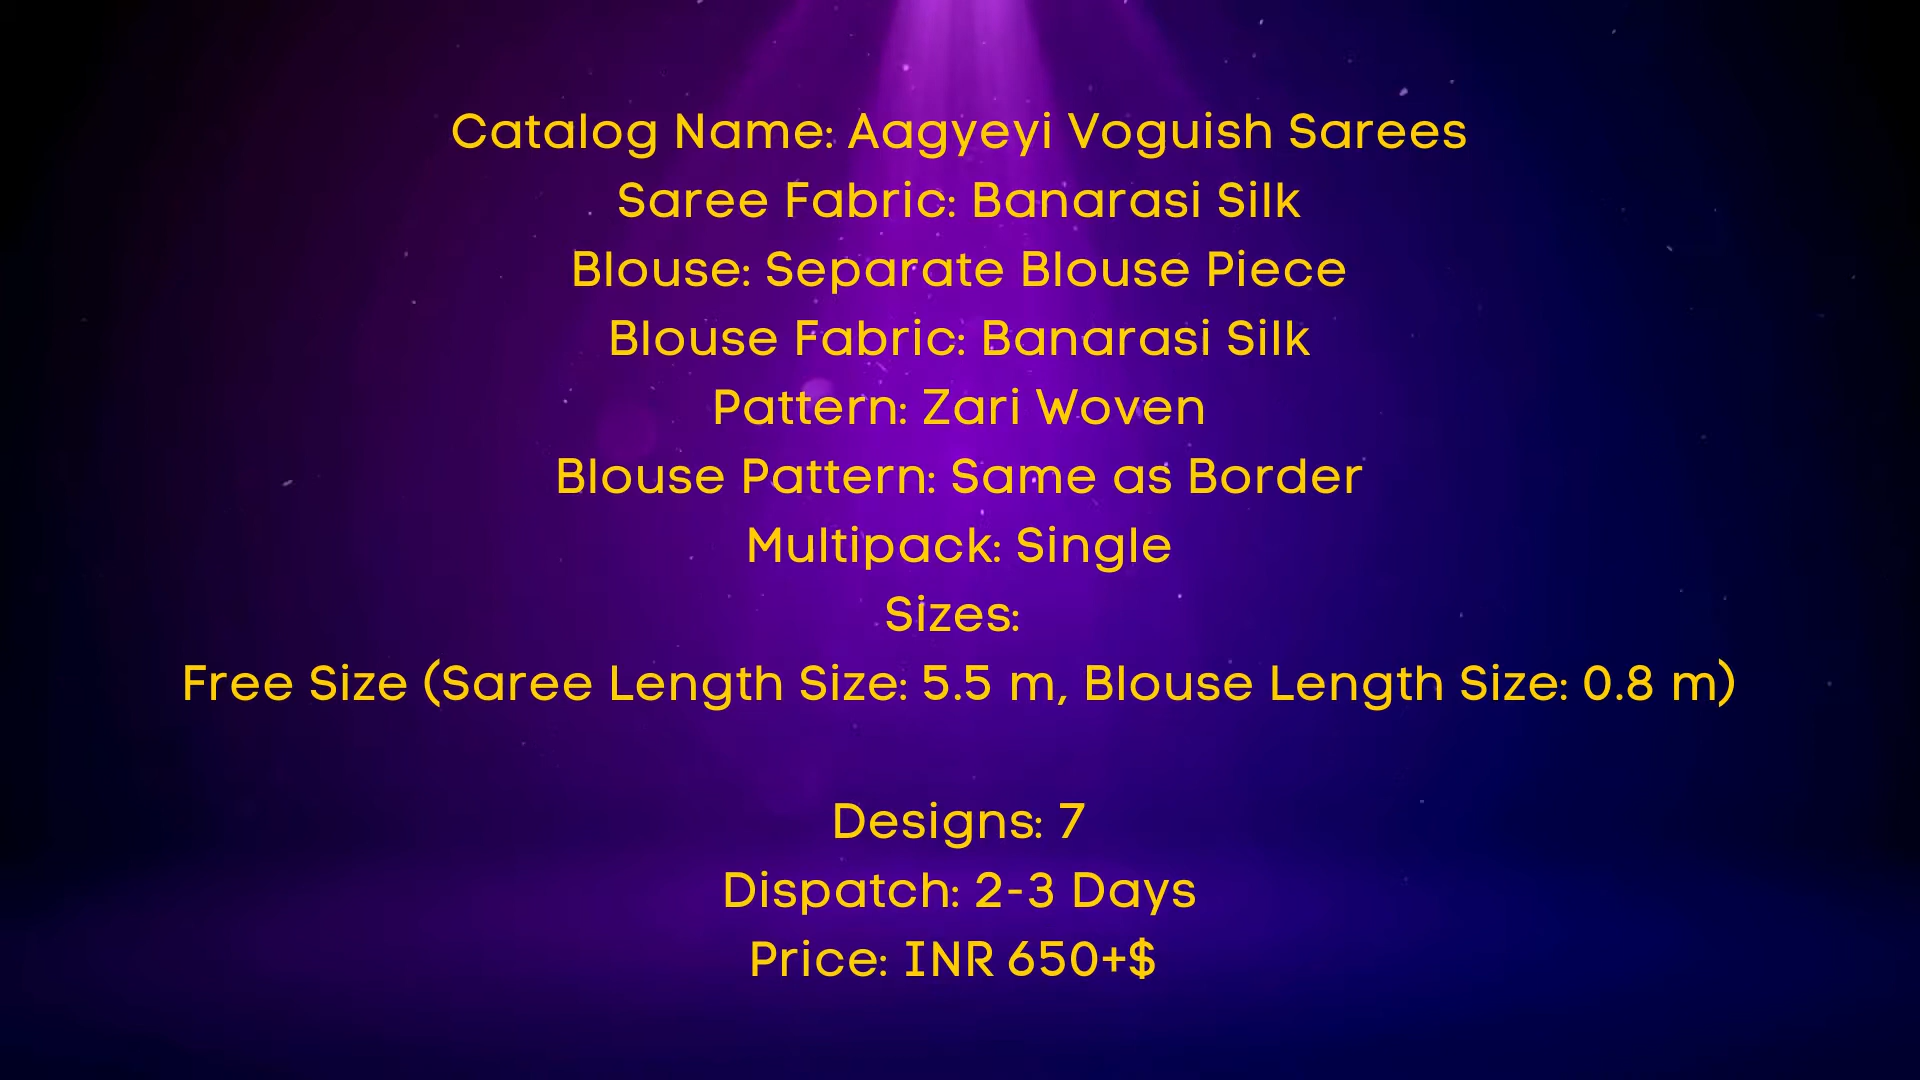 Catalog Name: Aagyeyi Voguish Sarees
Saree Fabric: Banarasi Silk
Blouse: Separate Blouse Piece
Blouse Fabric: Banarasi Silk
Pattern: Zari Woven
Blouse Pattern: Same as Border
Multipack: Single
Sizes:
Free Size (Saree Length Size: 5.5 m, Blouse Length Size: 0.8 m)
Designs: 7
Dispatch: 2-3 Days
Price: INR 650+$